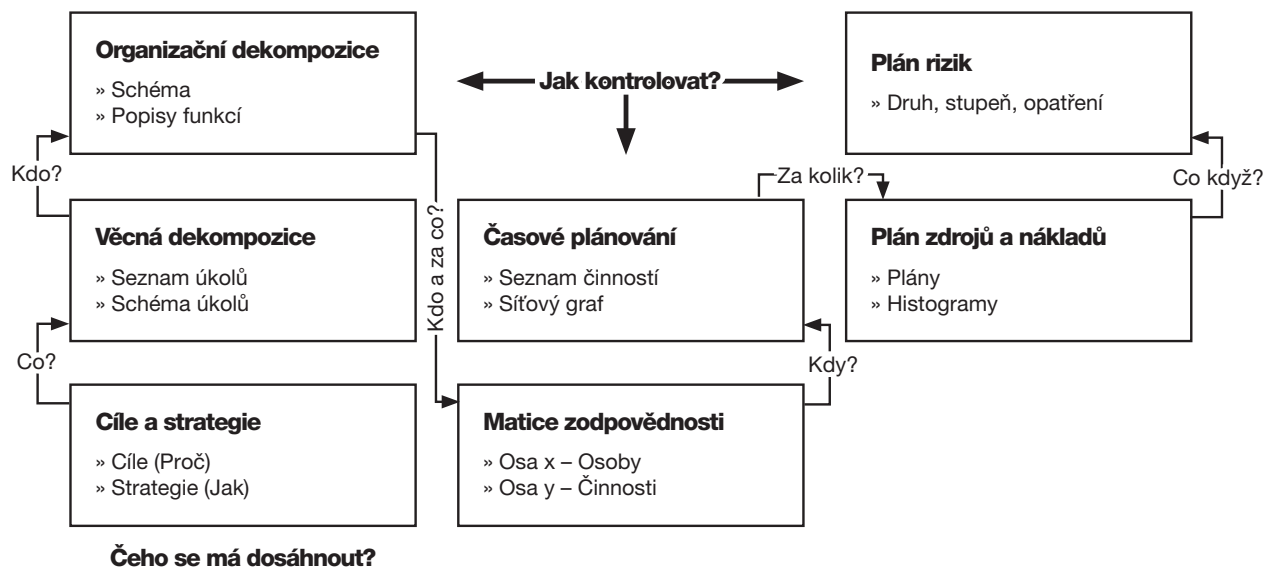 Organizační dekompozice
» Schéma
» Popisy funkcí
Jak kontrolovat?
Plán rizik
» Druh, stupeň, opatření
Kdo?
Kdo a za co?
Za kolik?
Co když?
Věcná dekompozice
» Seznam úkolů
» Schéma úkolů
Časové plánování
» Seznam činností
» Síťový graf
Plán zdrojů a nákladů
» Plány
» Histogramy
Co?
Kdy?
Cíle a strategie
» Cíle (Proč)
» Strategie (Jak)
Matice zodpovědnosti
» Osa x – Osoby
» Osa y – Činnosti
Čeho se má dosáhnout?